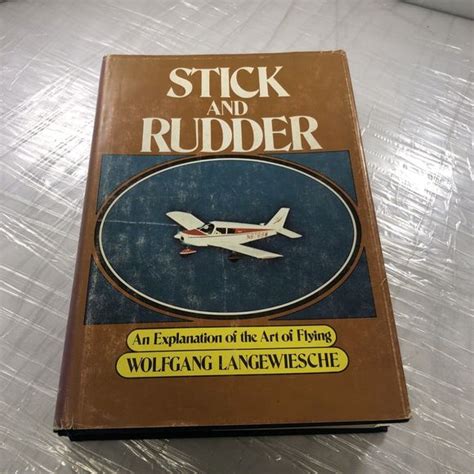 STICK
AND
RUDDER
An Explanation of the Art of Flying
WOLFGANG LANGEWIESCHE